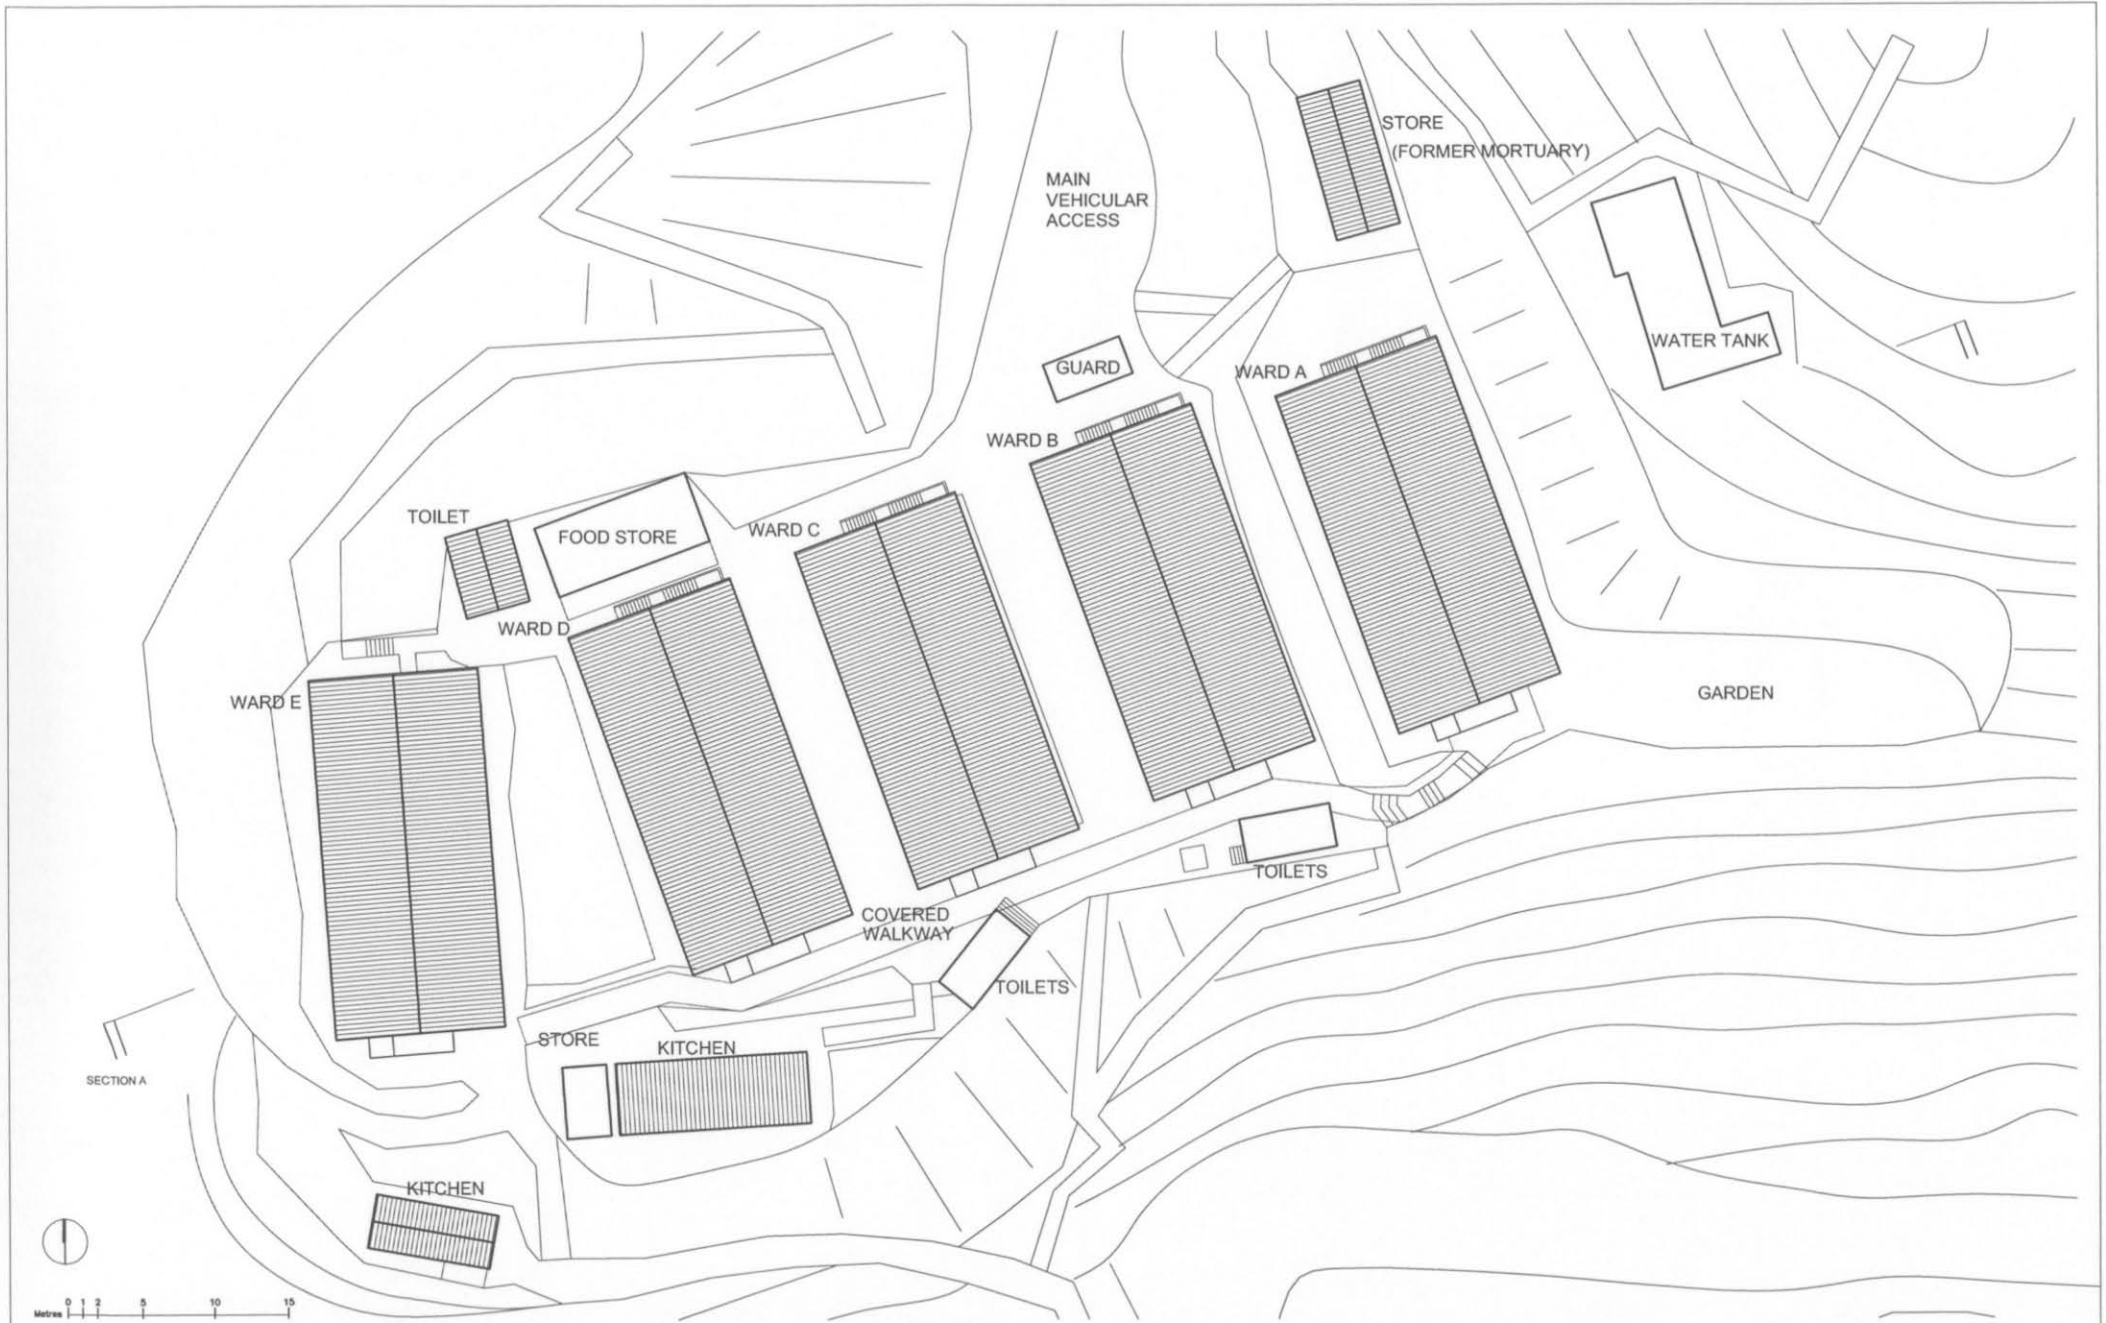 STORE
(FORMER MORTUARY)
MAIN
VEHICULAR
ACCESS
WATER TANK
GUARD
WARD A
WARD B
TOILET
FOOD STORE
WARD C
WARD D
WARD E
GARDEN
TOILETS
COVERED
WALKWAY
TOILETS
STORE
KITCHEN
SECTION A
KITCHEN
Metres 0 1 2 5 10 15